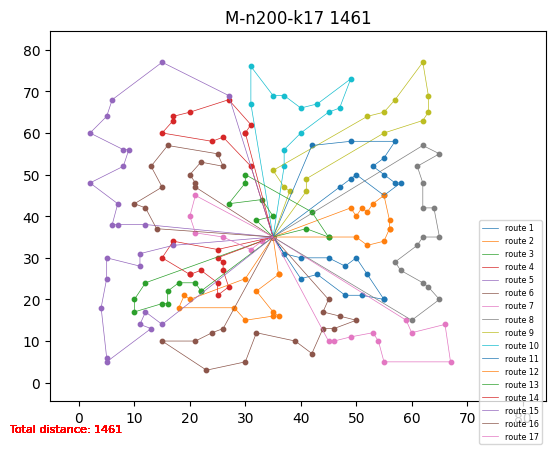 M-n200-k17 1461
80
70
60
50
40
30
20
10
0
route 1
route 2
route 3
route 4
route 5
route 6
route 7
route 8
route 9
route 10
route 11
route 12
route 13
route 14
route 15
route 16
route 17
0 10 20 30 40 50 60 70 80
Total distance: 1461